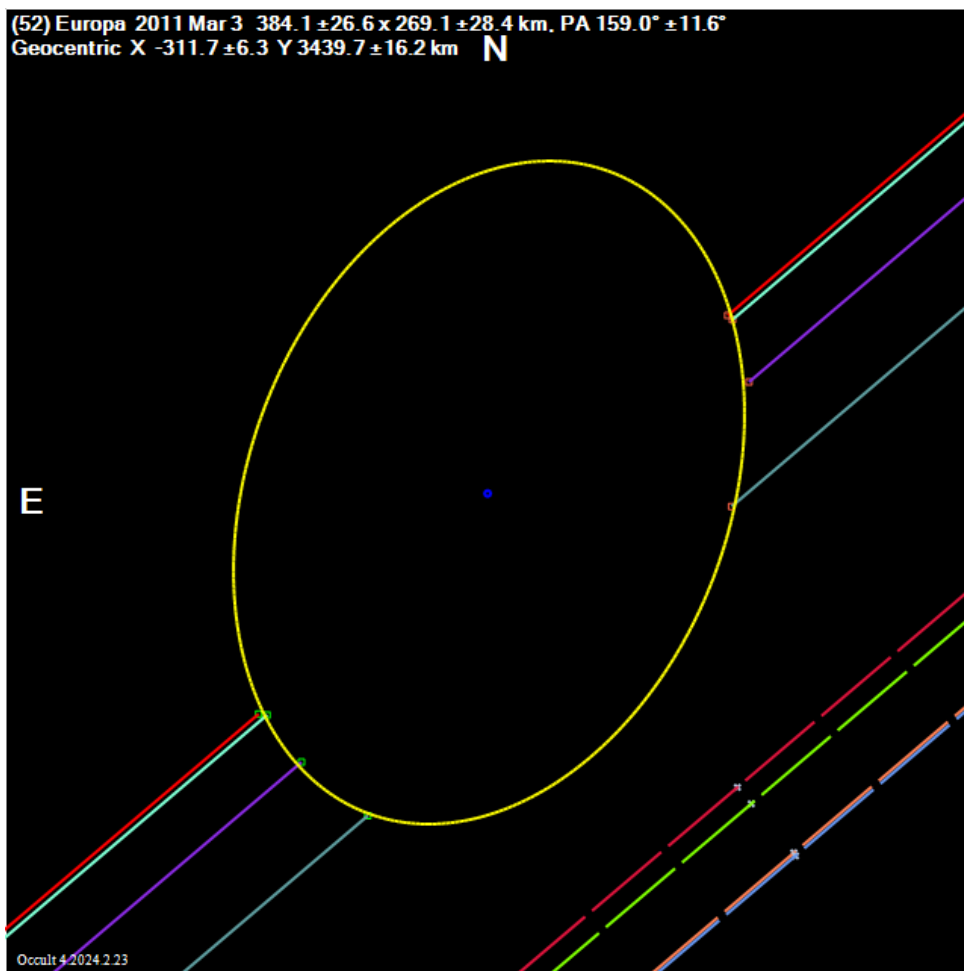 (52) Europa 2011 Mar 3 384.1 ±26.6 x 269.1 ±28.4 km, PA 159.0° ±11.6°
Geocentric X -311.7 ±6.3 Y 3439.7 ±16.2 km
N
E
Occult 4.2024.2.23